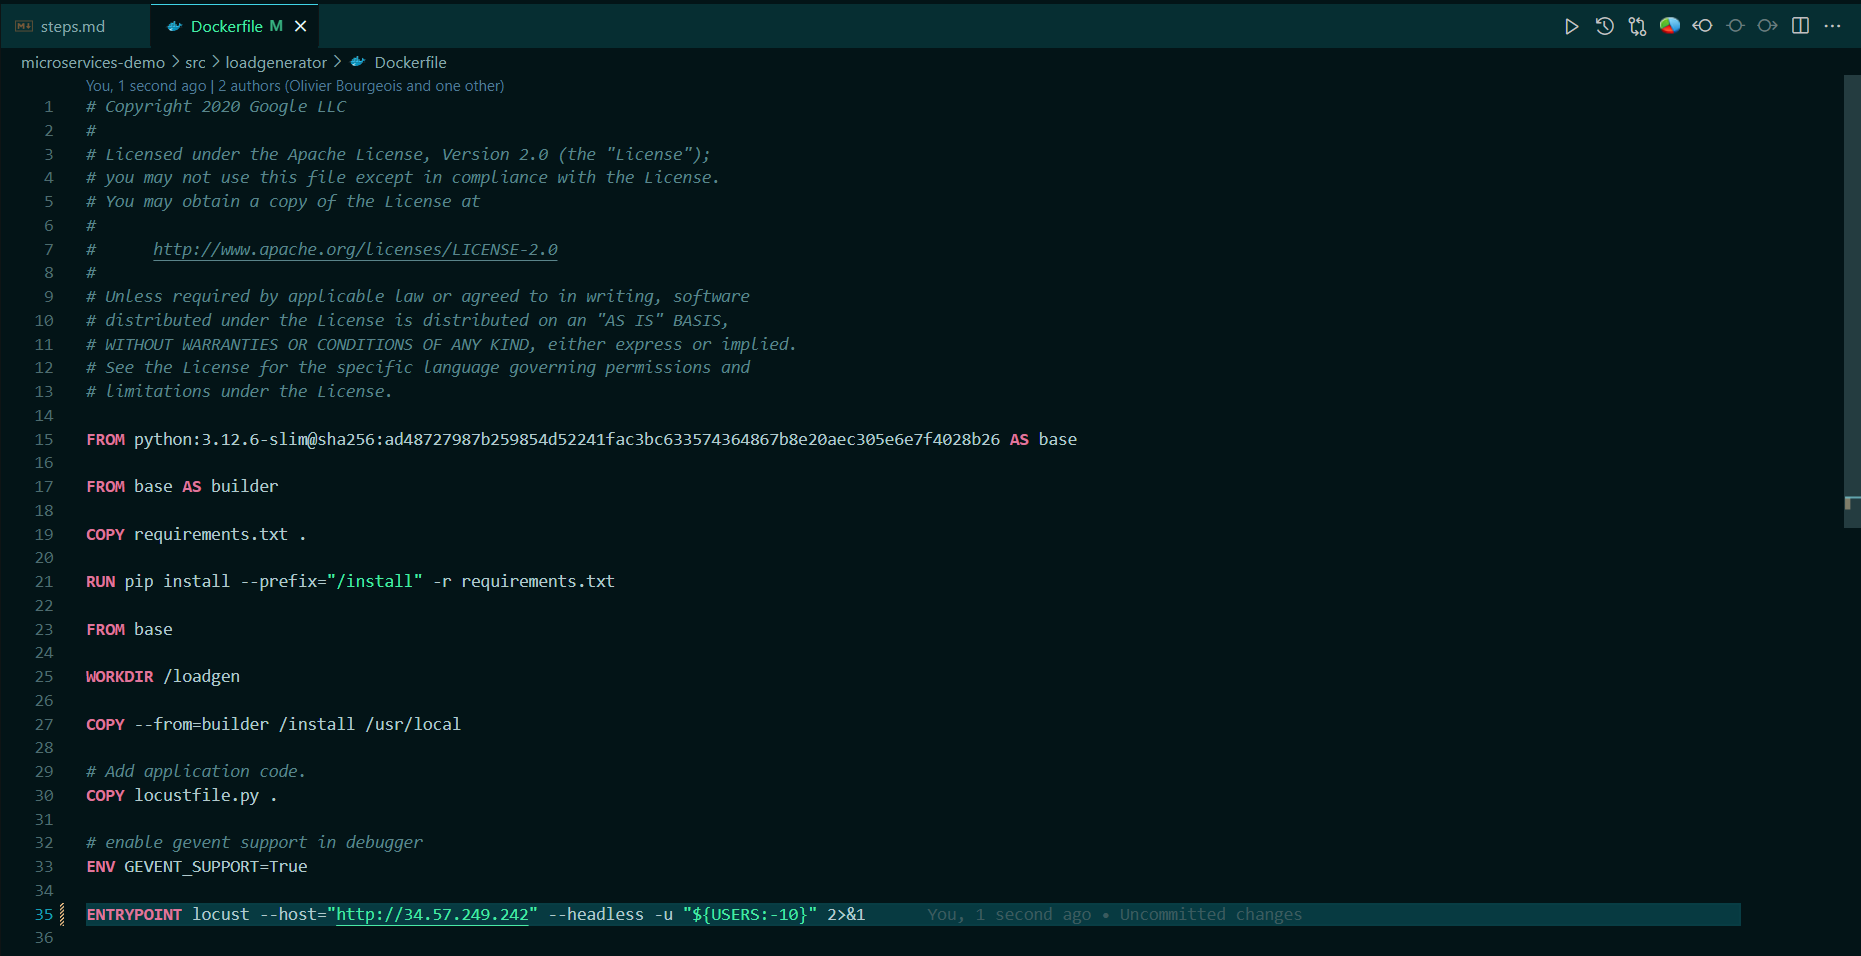 steps.md
Dockerfile M
microservices-demo > src > loadgenerator > Dockerfile
You, 1 second ago | 2 authors (Olivier Bourgeois and one other)
1 # Copyright 2020 Google LLC
2 #
3 # Licensed under the Apache License, Version 2.0 (the "License");
4 # you may not use this file except in compliance with the License.
5 # You may obtain a copy of the License at
6 #
7 #      http://www.apache.org/licenses/LICENSE-2.0
8 #
9 # Unless required by applicable law or agreed to in writing, software
10 # distributed under the License is distributed on an "AS IS" BASIS,
11 # WITHOUT WARRANTIES OR CONDITIONS OF ANY KIND, either express or implied.
12 # See the License for the specific language governing permissions and
13 # limitations under the License.
14
15 FROM python:3.12.6-slim@sha256:ad48727987b259854d52241fac3bc633574364867b8e20aec305e6e7f4028b26 AS base
16
17 FROM base AS builder
18
19 COPY requirements.txt .
20
21 RUN pip install --prefix="/install" -r requirements.txt
22
23 FROM base
24
25 WORKDIR /loadgen
26
27 COPY --from=builder /install /usr/local
28
29 # Add application code.
30 COPY locustfile.py .
31
32 # enable gevent support in debugger
33 ENV GEVENT_SUPPORT=True
34
35 ENTRYPOINT locust --host="http://34.57.249.242" --headless -u "${USERS:-10}" 2>&1 You, 1 second ago • Uncommitted changes
36